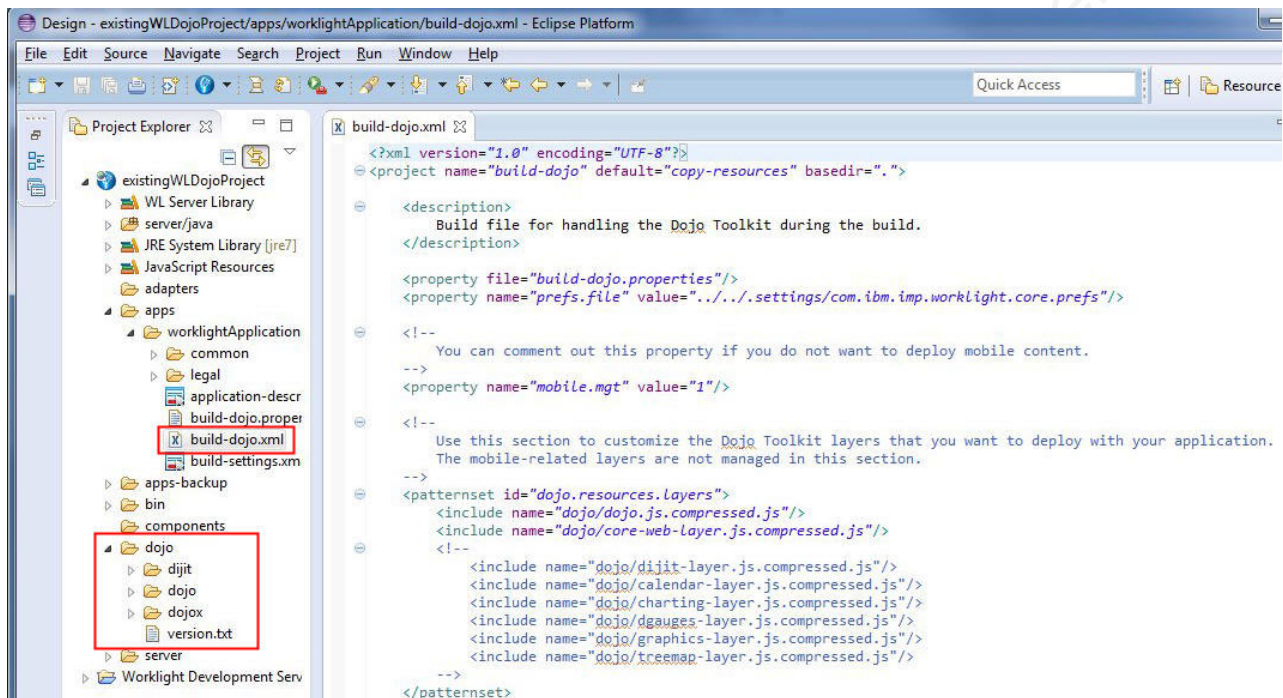 Design - existingWLDojoProject/apps/worklightApplication/build-dojo.xml - Eclipse Platform
File Edit Source Navigate Search Project Run Window Help
Quick Access
Resource
Project Explorer
existingWLDojoProject
WL Server Library
server/java
JRE System Library [jre7]
JavaScript Resources
adapters
apps
worklightApplication
common
legal
application-descr
build-dojo.proper
build-dojo.xml
build-settings.xm
apps-backup
bin
components
dojo
dijit
dojo
dojox
version.txt
server
Worklight Development Serv
build-dojo.xml
<?xml version="1.0" encoding="UTF-8"?>
<project name="build-dojo" default="copy-resources" basedir=".">
<description>
Build file for handling the Dojo Toolkit during the build.
</description>
<property file="build-dojo.properties"/>
<property name="prefs.file" value="../../.settings/com.ibm.imp.worklight.core.prefs"/>
<!--
You can comment out this property if you do not want to deploy mobile content.
-->
<property name="mobile.mgt" value="1"/>
<!--
Use this section to customize the Dojo Toolkit layers that you want to deploy with your application.
The mobile-related layers are not managed in this section.
-->
<patternset id="dojo.resources.layers">
<include name="dojo/dojo.js.compressed.js"/>
<include name="dojo/core-web-layer.js.compressed.js"/>
<!--
<include name="dojo/dijit-layer.js.compressed.js"/>
<include name="dojo/calendar-layer.js.compressed.js"/>
<include name="dojo/charting-layer.js.compressed.js"/>
<include name="dojo/dgauges-layer.js.compressed.js"/>
<include name="dojo/graphics-layer.js.compressed.js"/>
<include name="dojo/treemap-layer.js.compressed.js"/>
-->
</patternset>